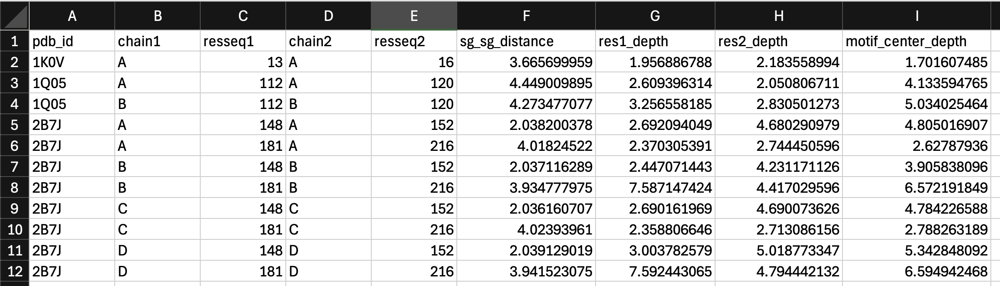 A B C D E F G H I
1 pdb_id chain1 resseq1 chain2 resseq2 sg_sg_distance res1_depth res2_depth motif_center_depth
2 1K0V A 13 A 16 3.665699959 1.956886788 2.183558994 1.701607485
3 1Q05 A 112 A 120 4.449009895 2.609396314 2.050806711 4.133594765
4 1Q05 B 112 B 120 4.273477077 3.256558185 2.830501273 5.034025464
5 2B7J A 148 A 152 2.038200378 2.692094049 4.680290979 4.805016907
6 2B7J A 181 A 216 4.01824522 2.370305391 2.744450596 2.62787936
7 2B7J B 148 B 152 2.037116289 2.447071443 4.231171126 3.905838096
8 2B7J B 181 B 216 3.934777975 7.587147424 4.417029596 6.572191849
9 2B7J C 148 C 152 2.036160707 2.690161969 4.690073626 4.784226588
10 2B7J C 181 C 216 4.02393961 2.358806646 2.713086156 2.788263189
11 2B7J D 148 D 152 2.039129019 3.003782579 5.018773347 5.342848092
12 2B7J D 181 D 216 3.941523075 7.592443065 4.794442132 6.594942468